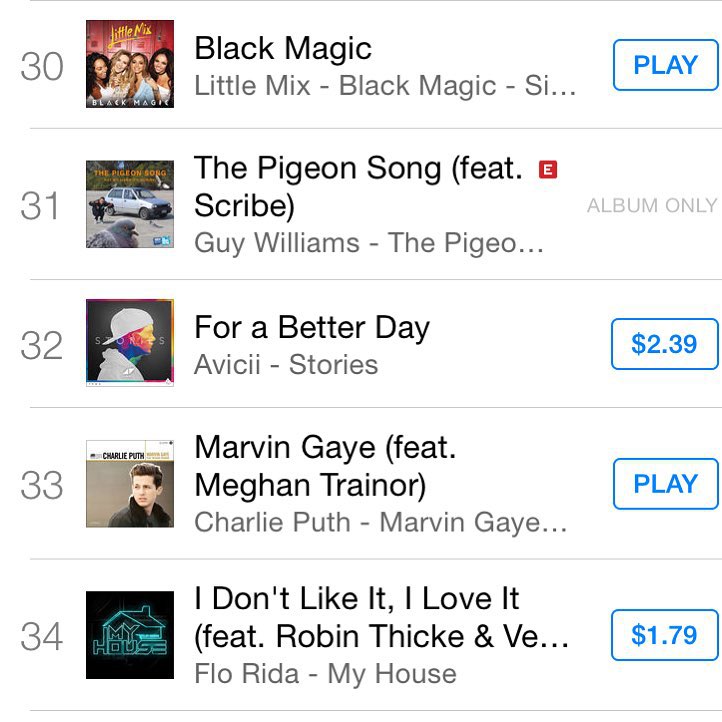 30
Little Mix
BLACK MAGIC
Black Magic
Little Mix - Black Magic - Si...
PLAY
31
THE PIGEON SONG
The Pigeon Song (feat. E
Scribe)
Guy Williams - The Pigeo...
ALBUM ONLY
32
STORIES
For a Better Day
Avicii - Stories
$2.39
33
CHARLIE PUTH
Marvin Gaye (feat.
Meghan Trainor)
Charlie Puth - Marvin Gaye...
PLAY
34
MY
HOUSE
I Don't Like It, I Love It
(feat. Robin Thicke & Ve...
Flo Rida - My House
$1.79